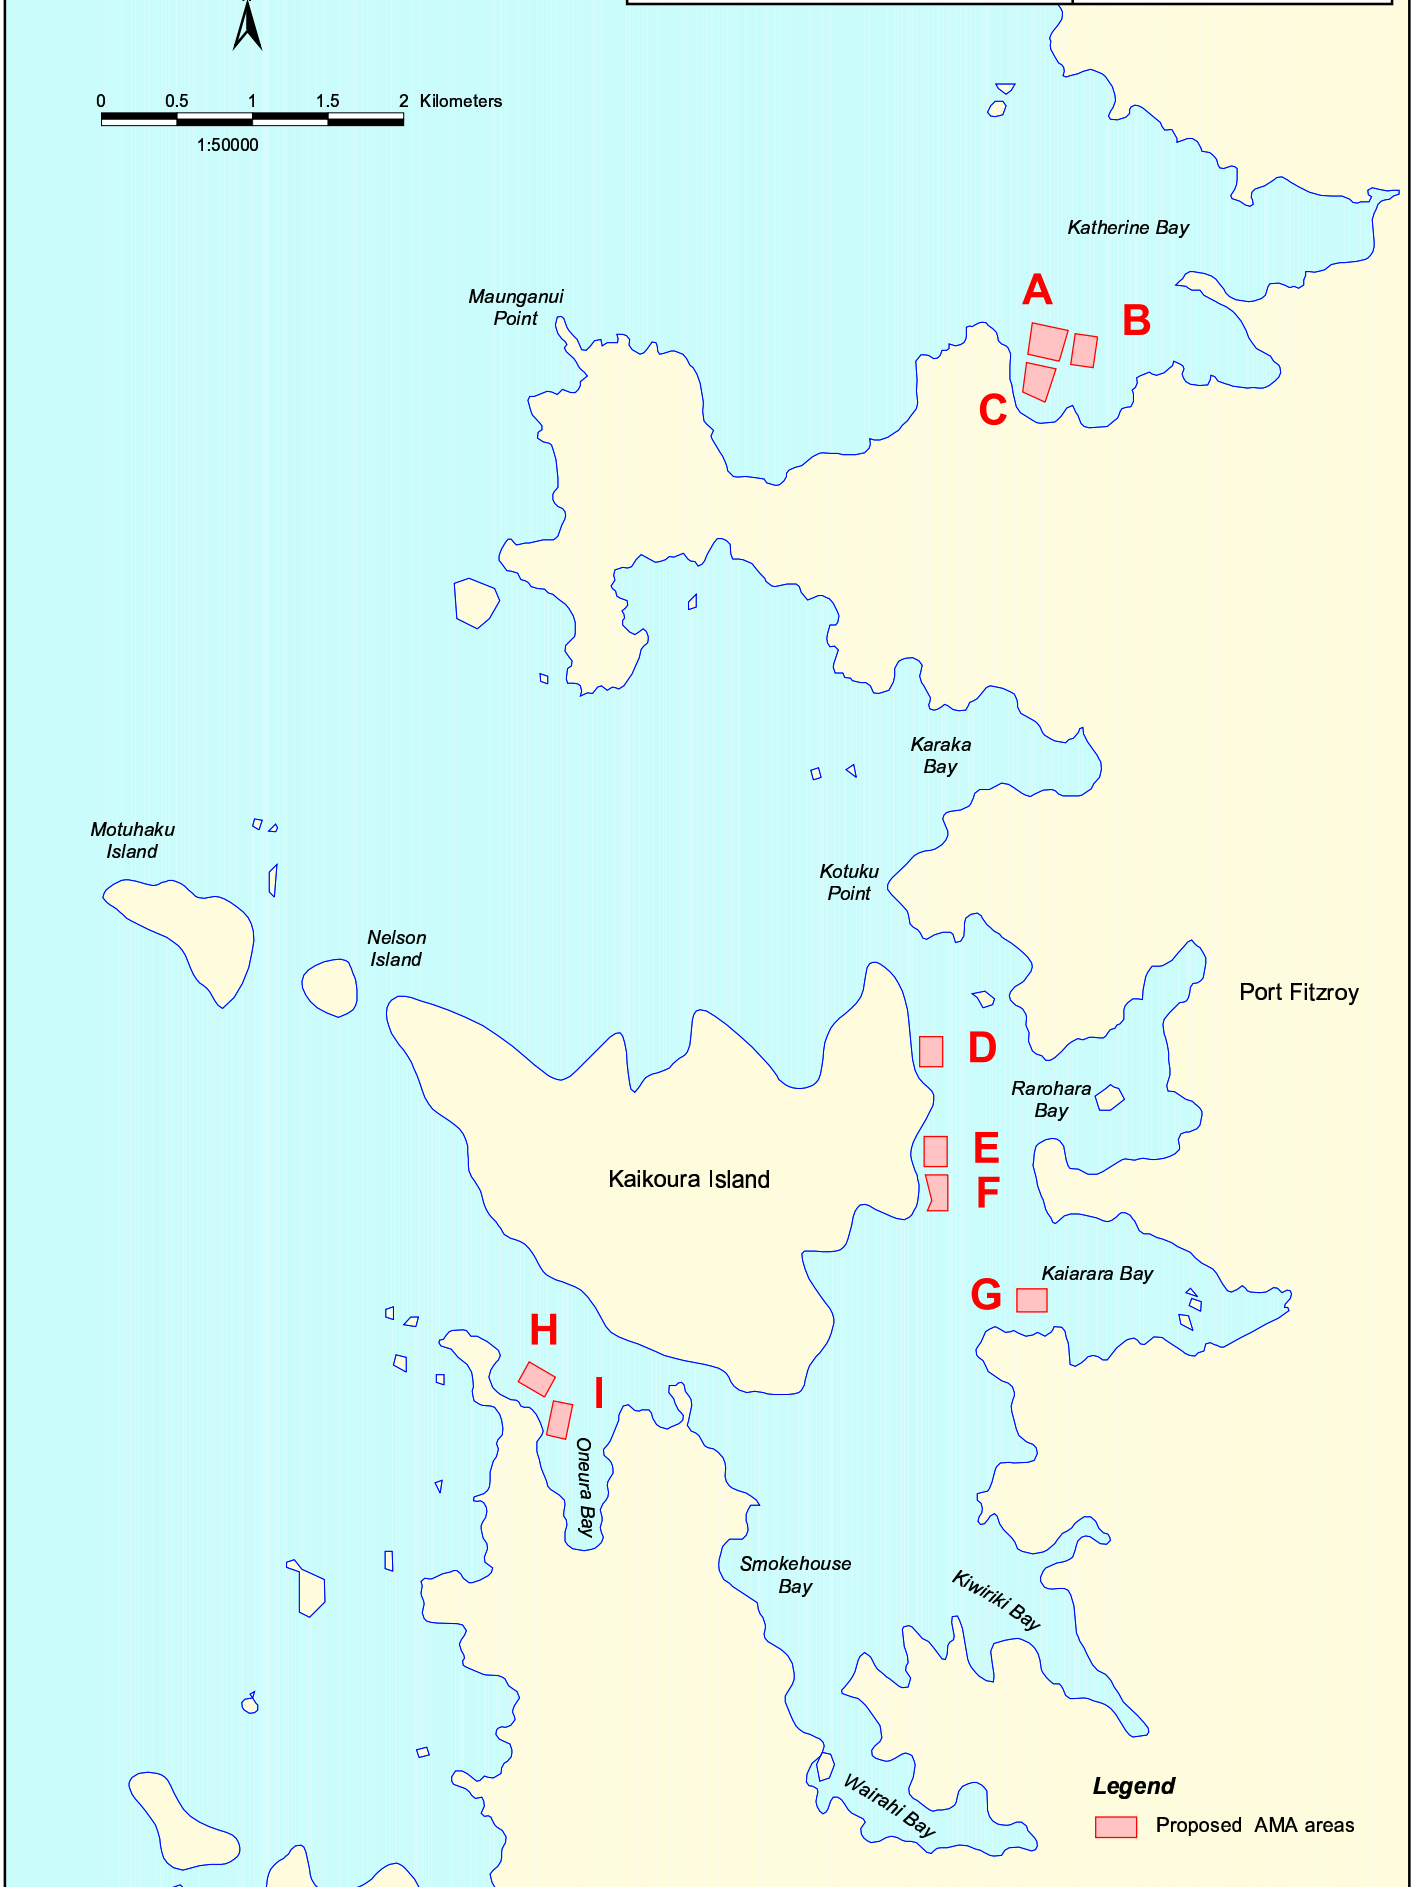 0 0.5 1 1.5 2 Kilometers
1:50000
Katherine Bay
Maunganui
Point
A
B
C
Karaka
Bay
Motuhaku
Island
Kotuku
Point
Nelson
Island
Port Fitzroy
D
Rarohara
Bay
E
Kaikoura Island
F
Kaiarara Bay
G
H
I
Oneura Bay
Smokehouse
Bay
Kiwiriki Bay
Wairahi Bay
Legend
Proposed AMA areas